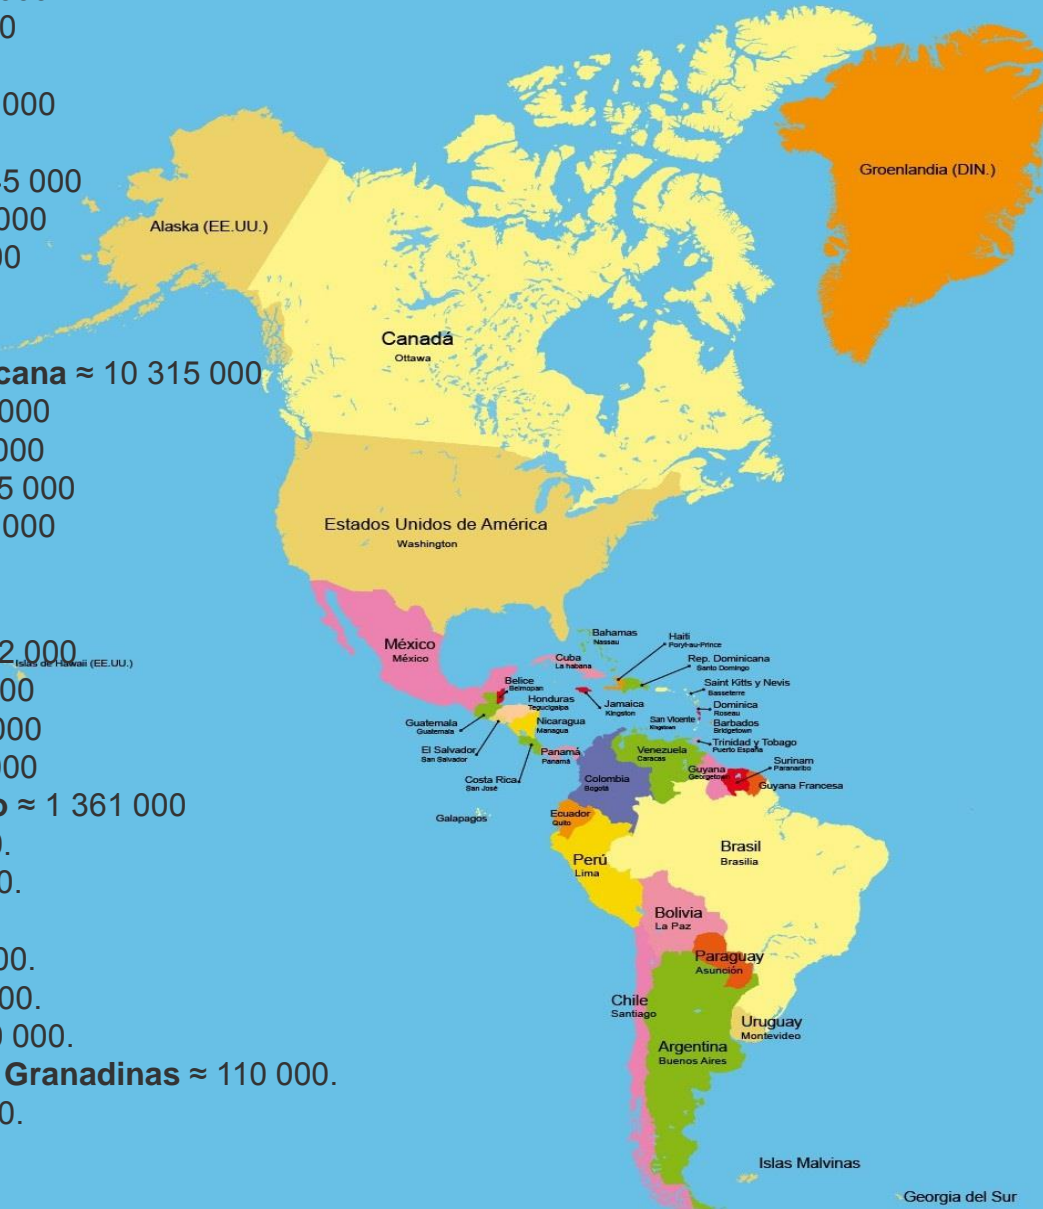 0
000
Groenlandia (DIN.)
5 000
000
Alaska (EE.UU.)
00
Canadá
Ottawa
cana ≈ 10 315 000
000
000
5 000
000
Estados Unidos de América
Washington
México
México
2 000
Islas de Hawaii (EE.UU.)
00
000
000
o ≈ 1 361 000
Bahamas
Nassau
Haiti
Cuba
La habana
Rep. Dominicana
Santo Domingo
Belice
Belmopan
Saint Kitts y Nevis
Basseterre
Honduras
Tegucigalpa
Jamaica
Kingston
Dominica
Roseau
Guatemala
Guatemala
Nicaragua
Managua
San Vicente
Kingstown
Barbados
Bridgetown
El Salvador
San Salvador
Panamá
Panamá
Venezuela
Caracas
Trinidad y Tobago
Puerto España
Costa Rica
San José
Colombia
Bogotá
Guyana
Georgetown
Surinam
Paranaribo
Guyana Francesa
Galapagos
Ecuador
Quito
Brasil
Brasilia
Perú
Lima
0.
0.
Bolivia
La Paz
00.
Paraguay
Asunción
00.
Chile
Santiago
0 000.
Uruguay
Montevideo
Argentina
Buenos Aires
Granadinas ≈ 110 000.
0.
Islas Malvinas
Georgia del Sur